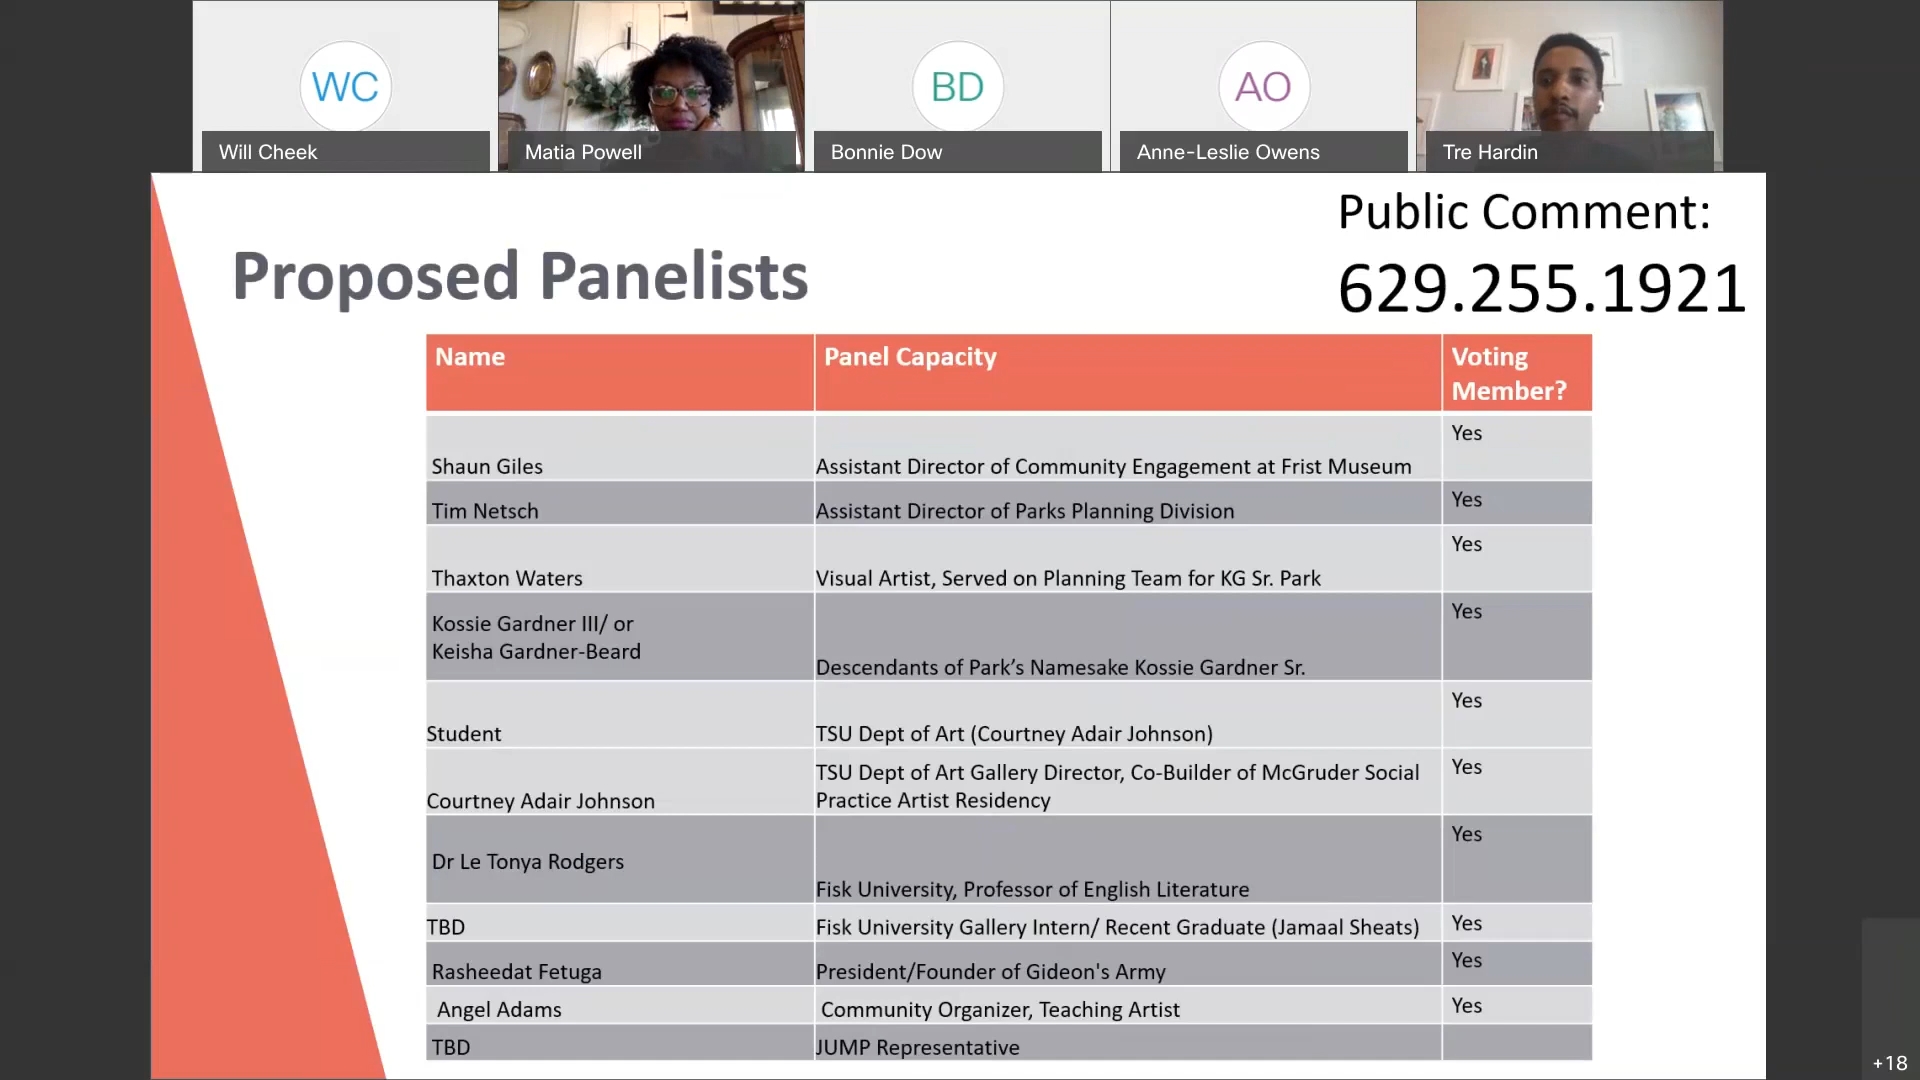 WC
BD
AO
Will Cheek
Matia Powell
Bonnie Dow
Anne-Leslie Owens
Tre Hardin
Public Comment:
629.255.1921
Proposed Panelists
Name
Panel Capacity
Voting
Member?
Shaun Giles
Assistant Director of Community Engagement at Frist Museum
Yes
Tim Netsch
Assistant Director of Parks Planning Division
Yes
Thaxton Waters
Visual Artist, Served on Planning Team for KG Sr. Park
Yes
Kossie Gardner III/ or
Keisha Gardner-Beard
Descendants of Park’s Namesake Kossie Gardner Sr.
Yes
Student
TSU Dept of Art (Courtney Adair Johnson)
Yes
Courtney Adair Johnson
TSU Dept of Art Gallery Director, Co-Builder of McGruder Social
Practice Artist Residency
Yes
Dr Le Tonya Rodgers
Fisk University, Professor of English Literature
Yes
TBD
Fisk University Gallery Intern/ Recent Graduate (Jamaal Sheats)
Yes
Rasheedat Fetuga
President/Founder of Gideon's Army
Yes
Angel Adams
Community Organizer, Teaching Artist
Yes
TBD
JUMP Representative
+18